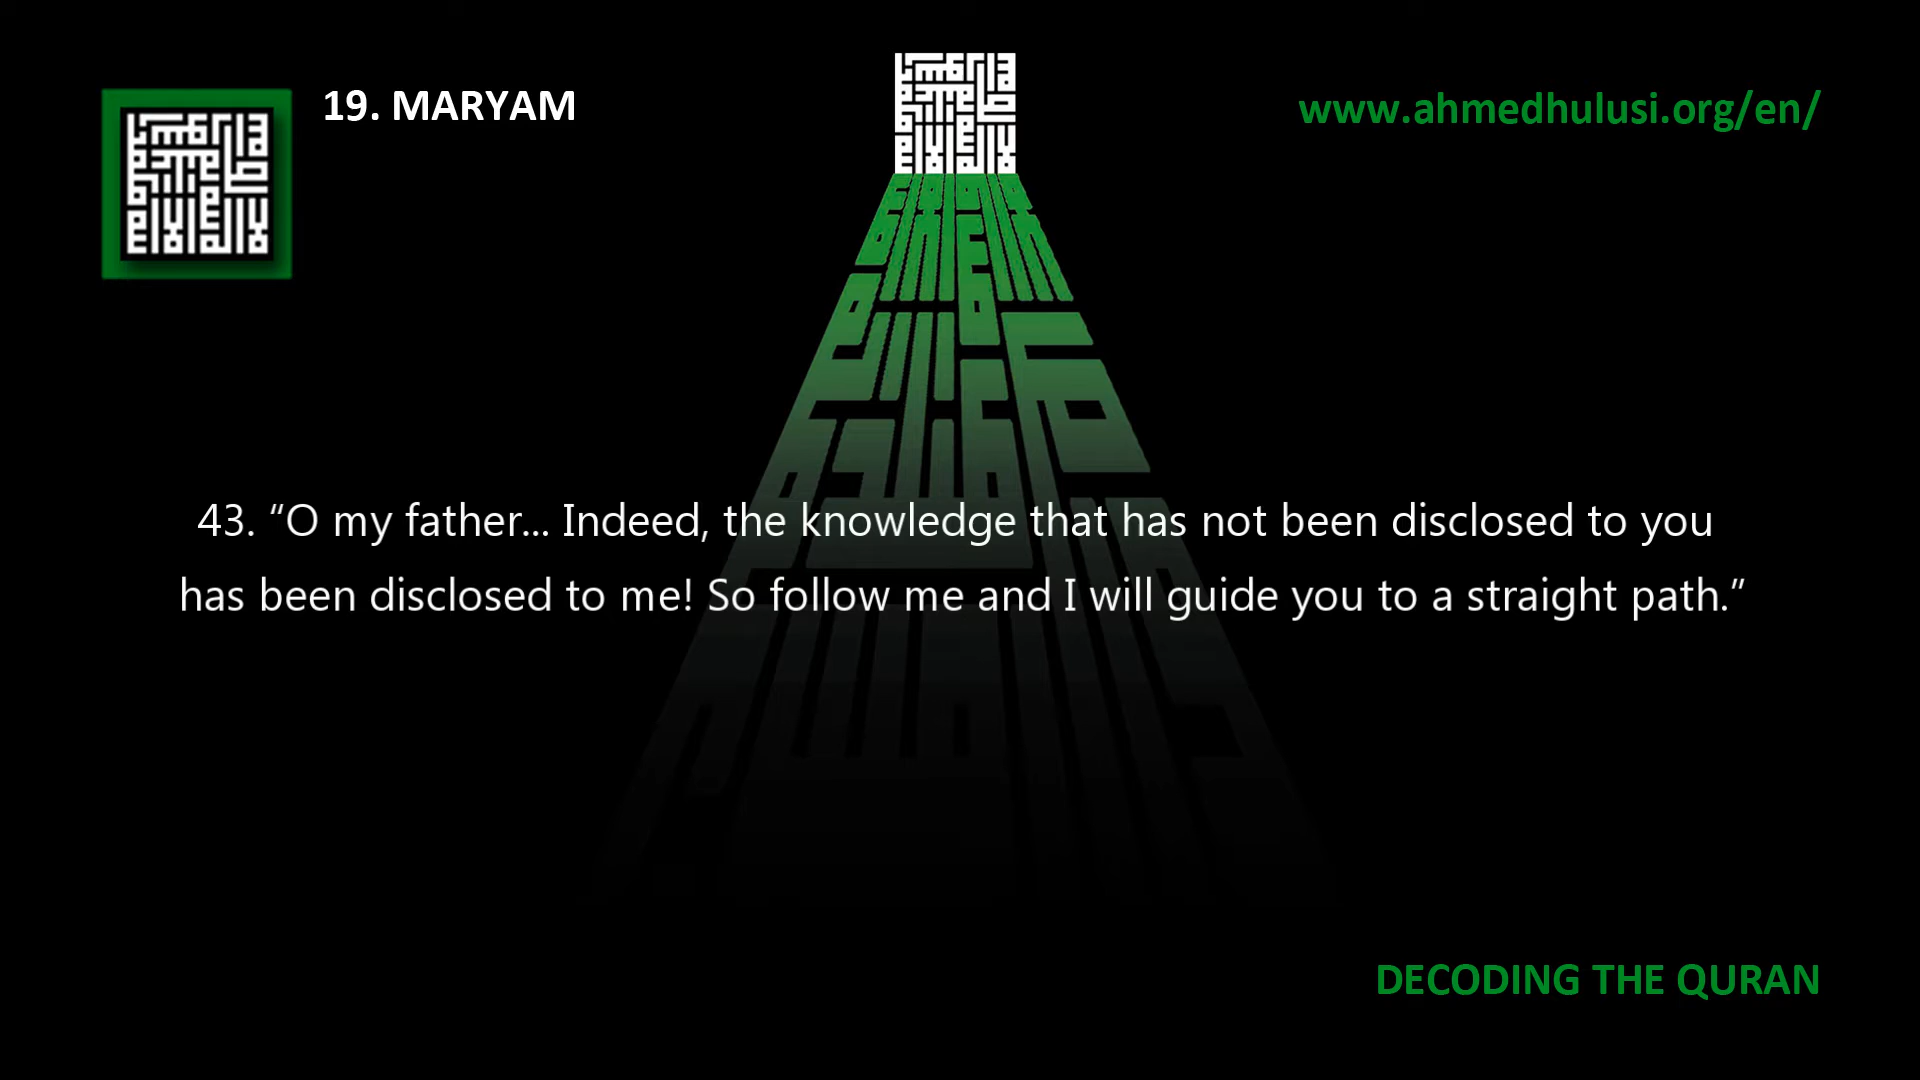 19. MARYAM
www.ahmedhulusi.org/en/
43. “O my father... Indeed, the knowledge that has not been disclosed to you
has been disclosed to me! So follow me and I will guide you to a straight path.”
DECODING THE QURAN